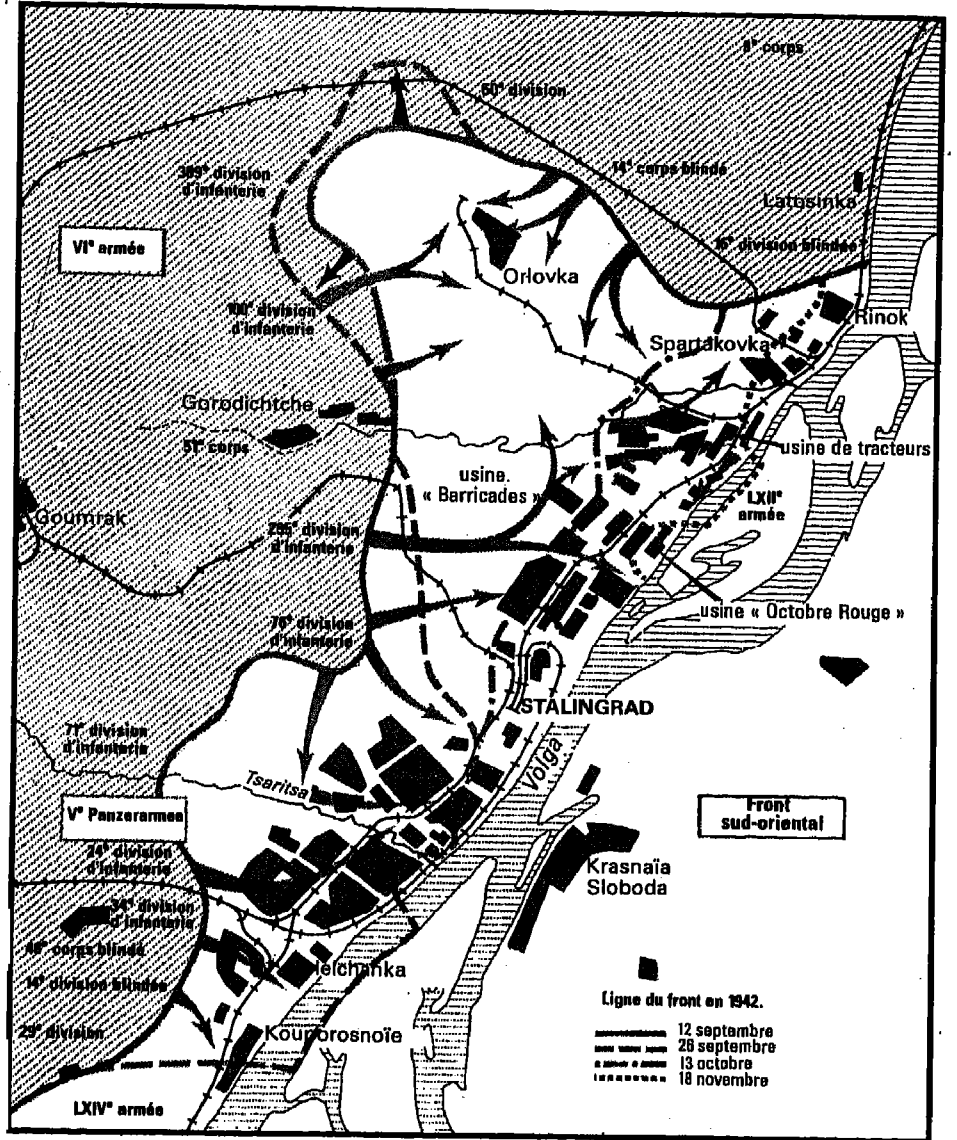 8e corps
60e division
389e division
d'infanterie
14e corps blindé
Latosinka
VIe armée
16e division blindée
Orlovka
100e division
d'infanterie
Rinok
Spartakovka
Gorodichtche
51e corps
usine de tracteurs
usine
« Barricades »
LXIIe
armée
Goumrak
295e division
d'infanterie
usine « Octobre Rouge »
76e division
d'infanterie
STALINGRAD
71e division
d'infanterie
Volga
Tsaritsa
Ve Panzerarmee
Front
sud-oriental
24e division
d'infanterie
Krasnaïa
Sloboda
34e division
d'infanterie
48e corps blindé
Ielchanka
14e division blindée
Ligne du front en 1942.
29e division
Kouporosnoïe
12 septembre
26 septembre
13 octobre
18 novembre
LXIVe armée